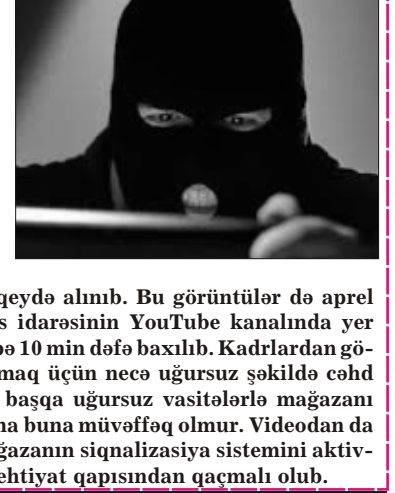 qeydə alınıb. Bu görüntülər də aprel
s idarəsinin YouTube kanalında yer
bə 10 min dəfə baxılıb. Kadrlardan gö-
maq üçün necə uğursuz şəkildə cəhd
başqa uğursuz vasitələrlə mağazanı
na buna müvəffəq olmur. Videodan da
ğazanın siqnalizasiya sistemini aktiv-
ehtiyat qapısından qaçmalı olub.